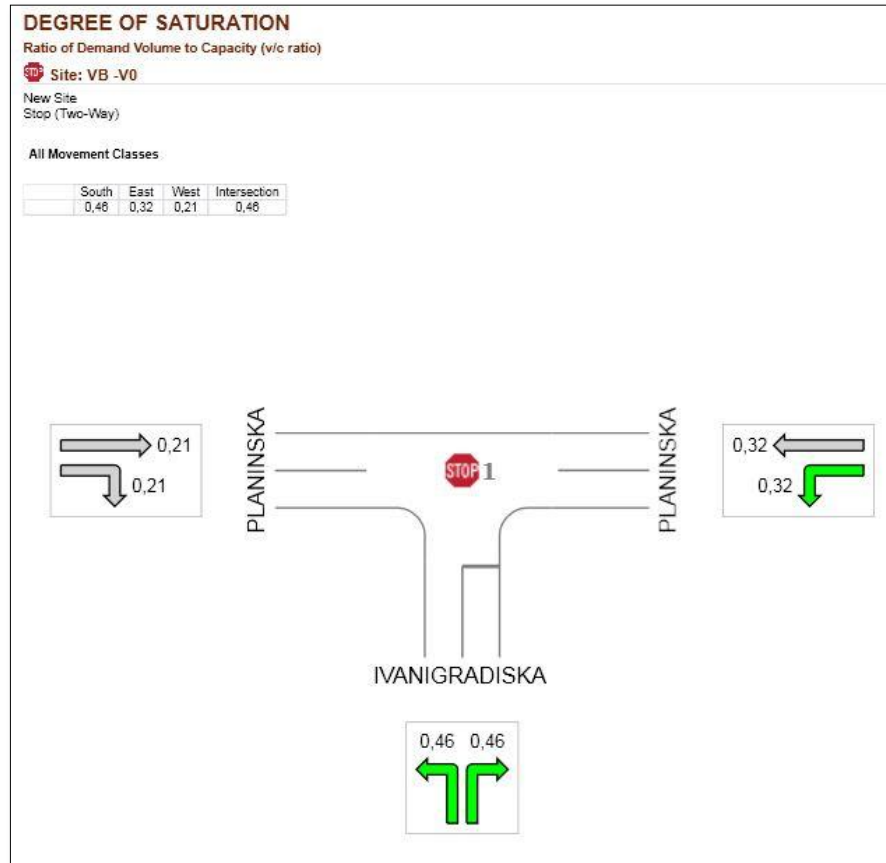 DEGREE OF SATURATION
Ratio of Demand Volume to Capacity (v/c ratio)
STOP Site: VB -V0
New Site
Stop (Two-Way)
All Movement Classes
South East West Intersection
0,46 0,32 0,21 0,46
PLANINSKA
PLANINSKA
0,21
0,21
STOP 1
0,32
0,32
IVANIGRADISKA
0,46 0,46